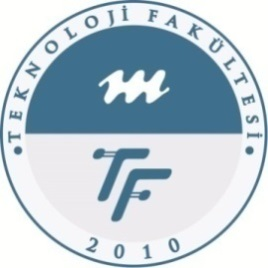 • TEKNOLOJİ FAKÜLTESİ •
m
TF
2010